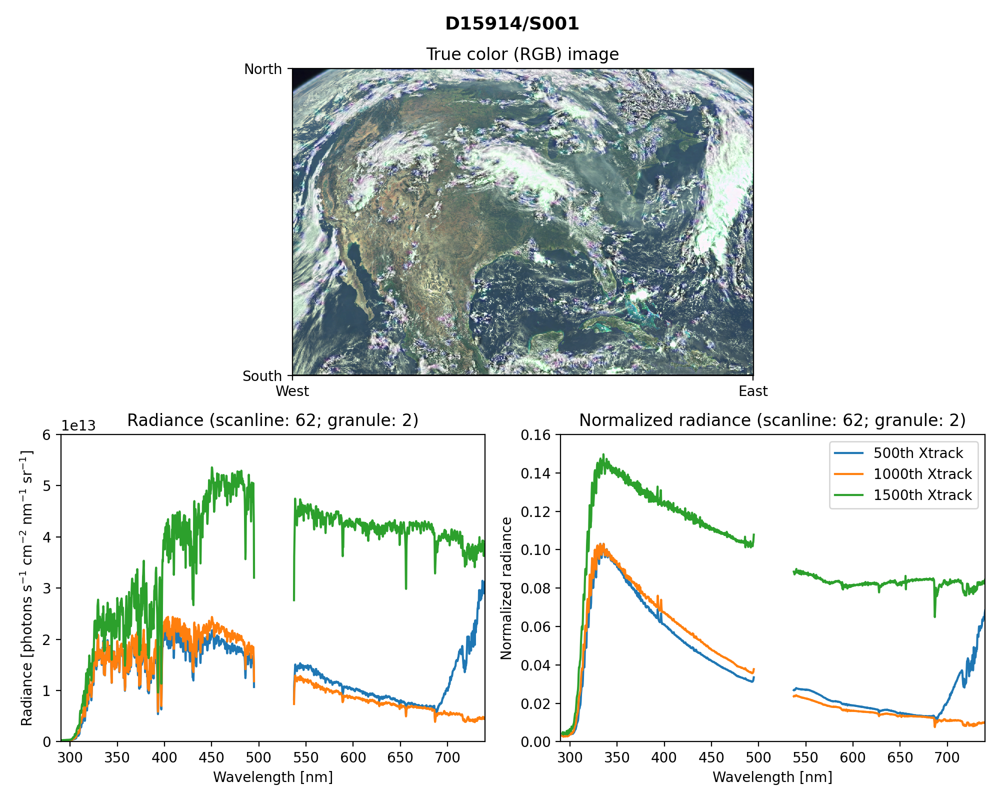 D15914/S001
True color (RGB) image
North
South
West
East
Radiance (scanline: 62; granule: 2)
1e13
6
5
4
3
2
1
0
Radiance [photons s⁻¹ cm⁻² nm⁻¹ sr⁻¹]
300 350 400 450 500 550 600 650 700
Wavelength [nm]
Normalized radiance (scanline: 62; granule: 2)
0.16
0.14
0.12
0.10
0.08
0.06
0.04
0.02
0.00
Normalized radiance
500th Xtrack
1000th Xtrack
1500th Xtrack
300 350 400 450 500 550 600 650 700
Wavelength [nm]